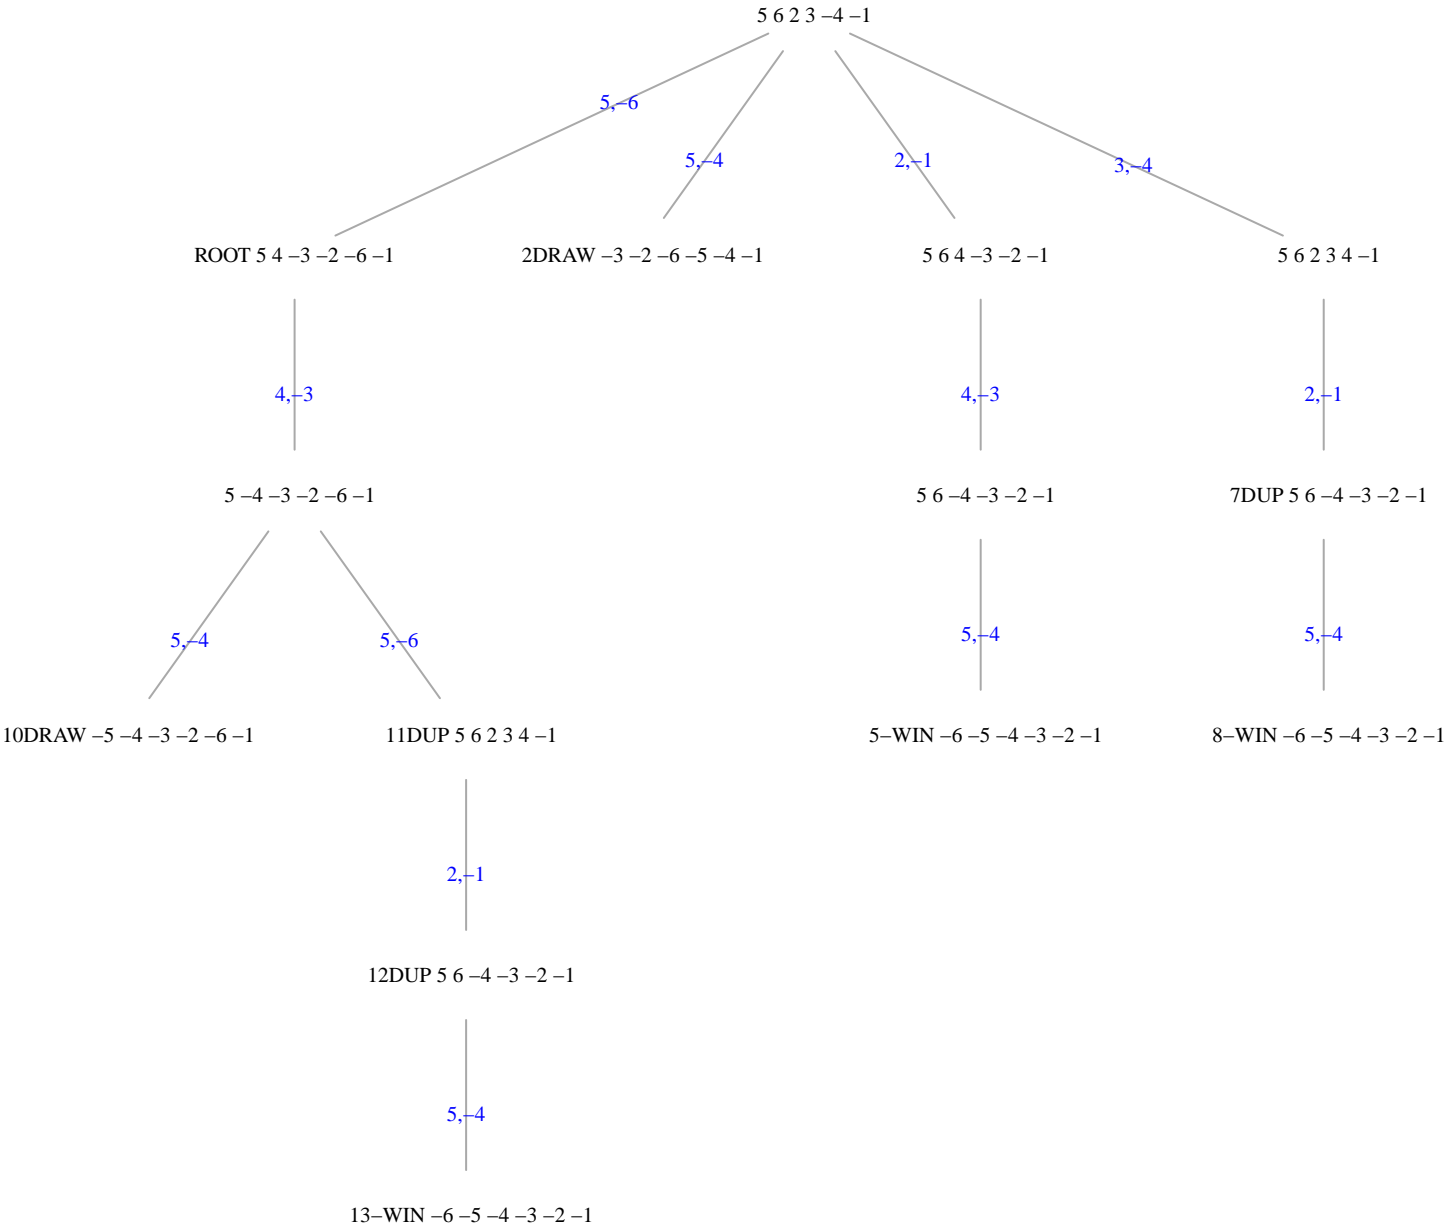 5 6 2 3 –4 –1
5,–6
5,–4
2,–1
3,–4
ROOT 5 4 –3 –2 –6 –1
2DRAW –3 –2 –6 –5 –4 –1
5 6 4 –3 –2 –1
5 6 2 3 4 –1
4,–3
4,–3
2,–1
5 –4 –3 –2 –6 –1
5 6 –4 –3 –2 –1
7DUP 5 6 –4 –3 –2 –1
5,–4
5,–6
5,–4
5,–4
10DRAW –5 –4 –3 –2 –6 –1
11DUP 5 6 2 3 4 –1
5–WIN –6 –5 –4 –3 –2 –1
8–WIN –6 –5 –4 –3 –2 –1
2,–1
12DUP 5 6 –4 –3 –2 –1
5,–4
13–WIN –6 –5 –4 –3 –2 –1